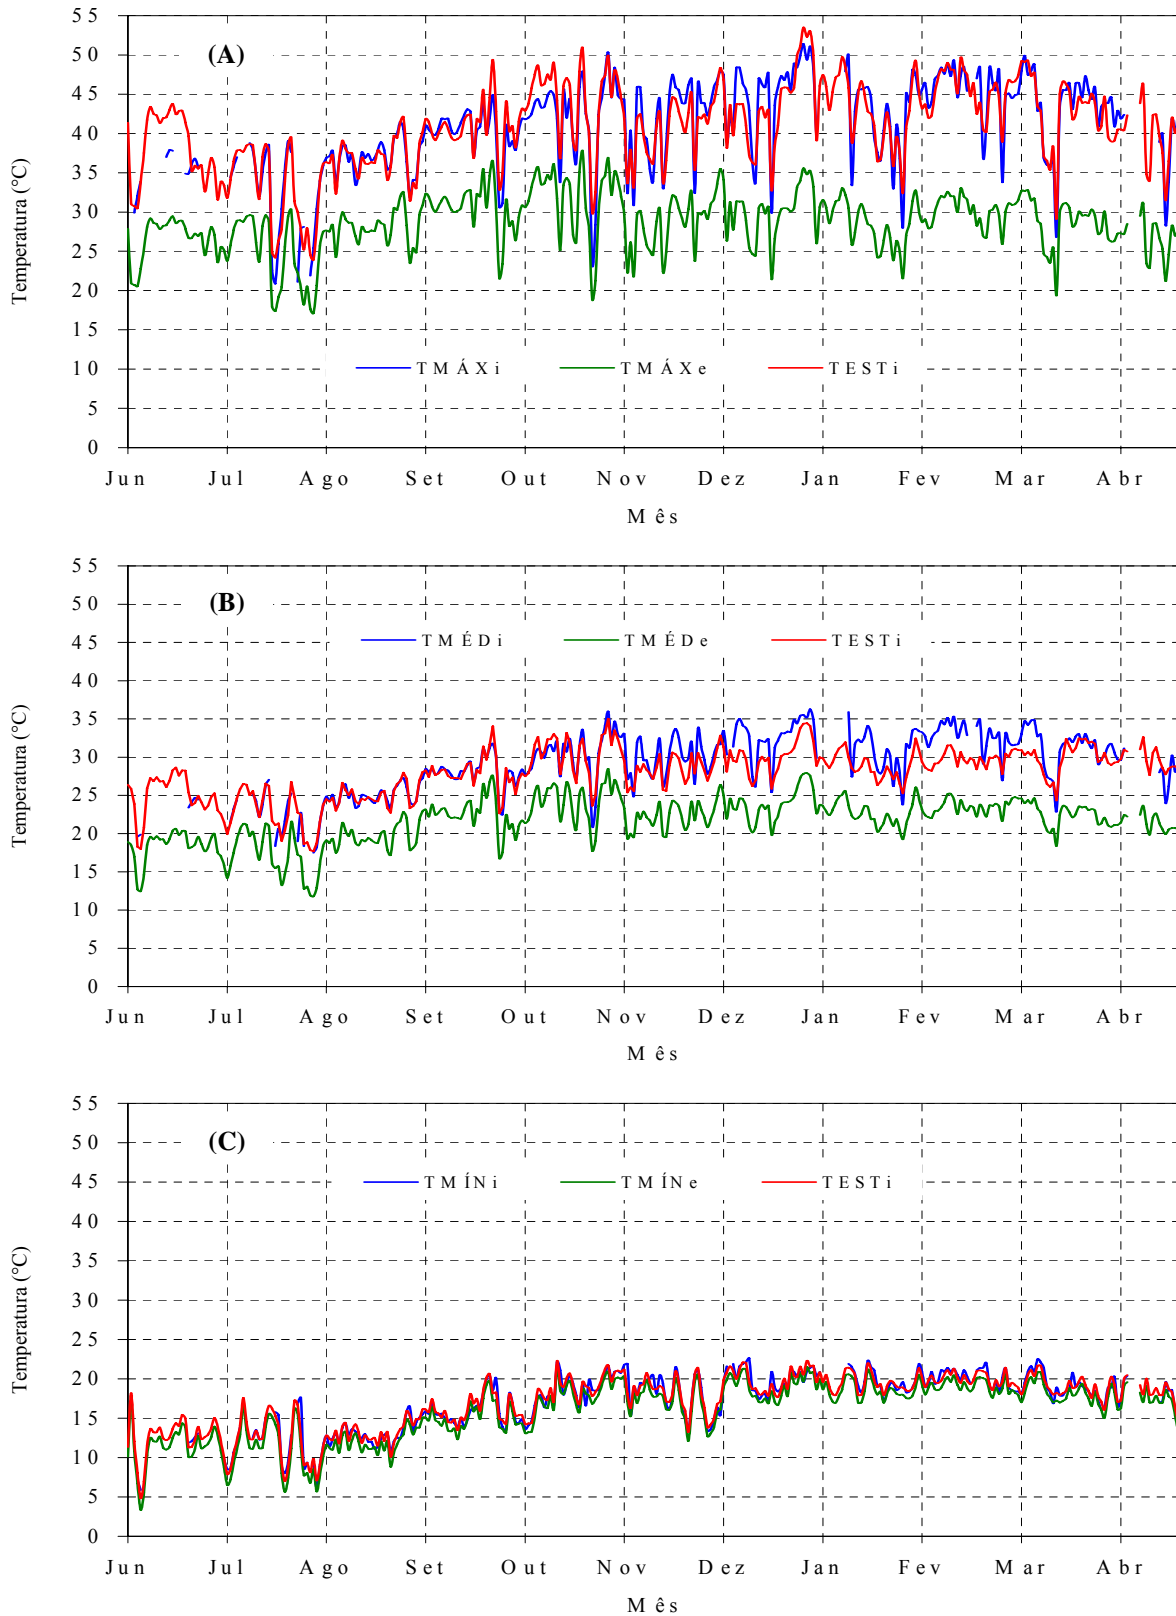 55
(A)
50
45
40
35
30
25
20
15
10
5
0
Temperatura (°C)
TMÁXi TMÁXe TESTi
Jun Jul Ago Set Out Nov Dez Jan Fev Mar Abr
Mês
55
50
(B)
45
40
35
30
25
20
15
10
5
0
Temperatura (°C)
TMÉDi TMÉDe TESTi
Jun Jul Ago Set Out Nov Dez Jan Fev Mar Abr
Mês
55
50
(C)
45
40
35
30
25
20
15
10
5
0
Temperatura (°C)
TMÍNi TMÍNe TESTi
Jun Jul Ago Set Out Nov Dez Jan Fev Mar Abr
Mês